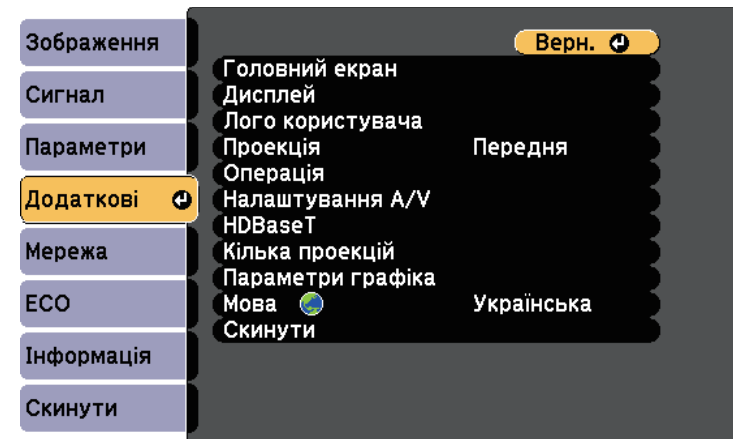 Зображення
Сигнал
Параметри
Додаткові
Мережа
ECO
Інформація
Скинути
Верн.
Головний екран
Дисплей
Лого користувача
Проекція Передня
Операція
Налаштування A/V
HDBaseT
Кілька проекцій
Параметри графіка
Мова Українська
Скинути